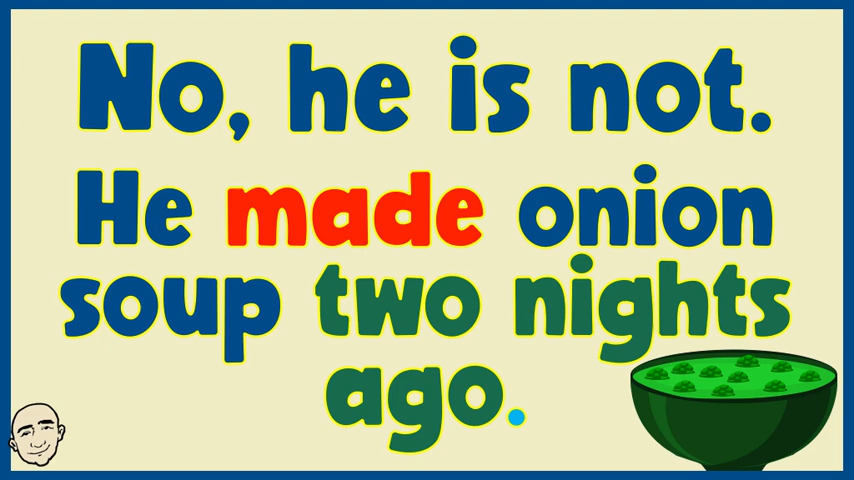 No, he is not.
He made onion
soup two nights
ago.